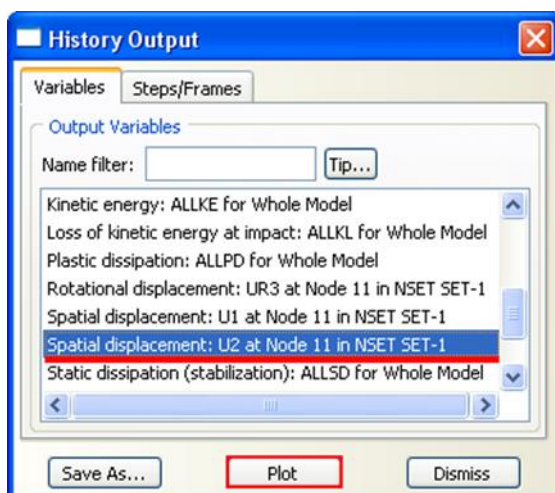 History Output
Variables Steps/Frames
Output Variables
Name filter: Tip...
Kinetic energy: ALLKE for Whole Model
Loss of kinetic energy at impact: ALLKL for Whole Model
Plastic dissipation: ALLPD for Whole Model
Rotational displacement: UR3 at Node 11 in NSET SET-1
Spatial displacement: U1 at Node 11 in NSET SET-1
Spatial displacement: U2 at Node 11 in NSET SET-1
Static dissipation (stabilization): ALLSD for Whole Model
Save As... Plot Dismiss